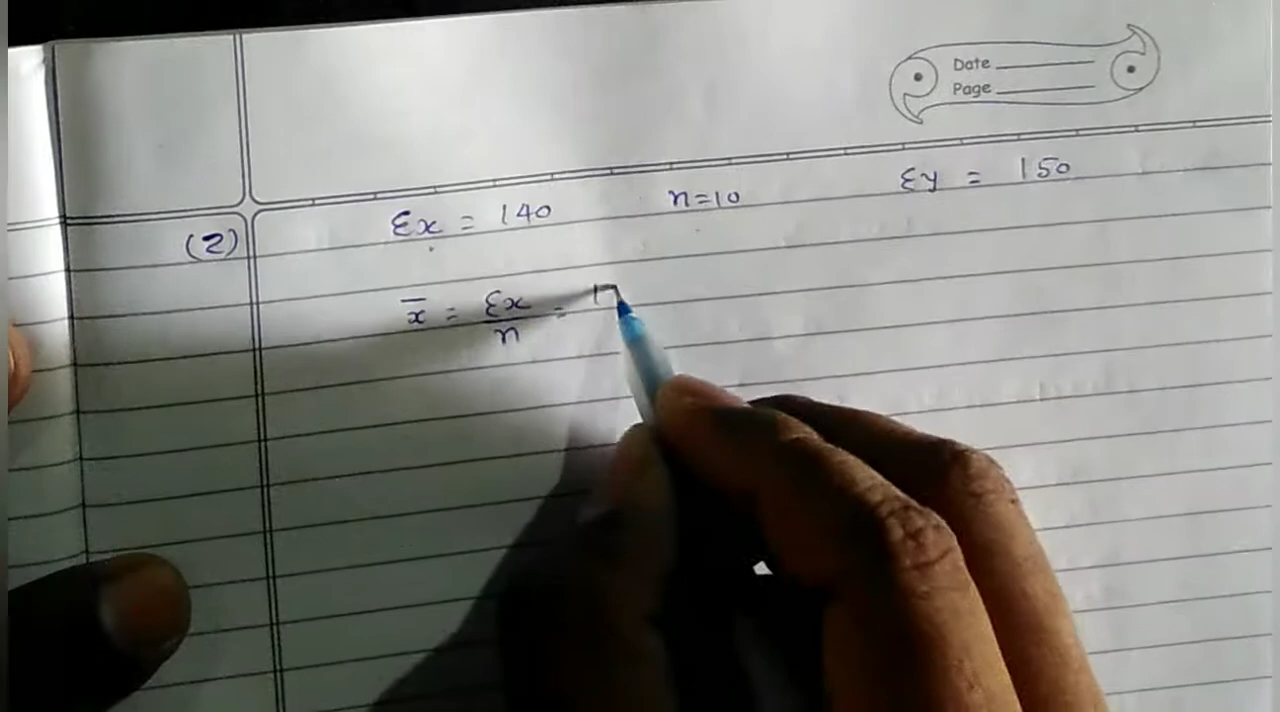 Date
Page
(2) Σx = 140 n=10 Σy = 150
x̄ = Σx/n = 1